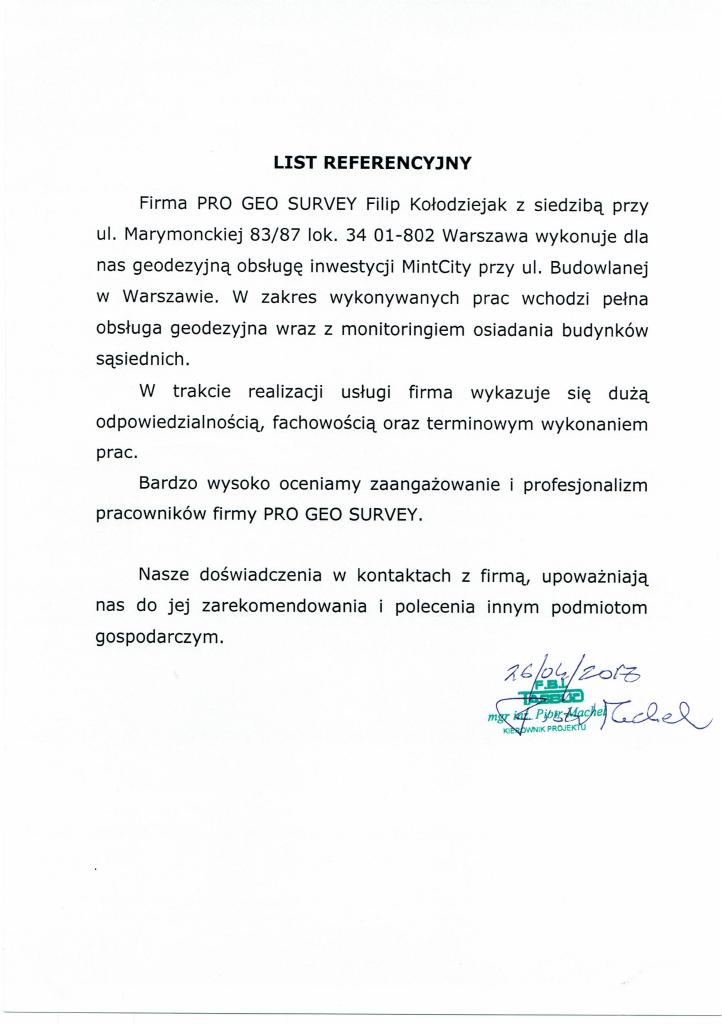 LIST REFERENCYJNY
Firma PRO GEO SURVEY Filip Kołodziejak z siedzibą przy
ul. Marymonckiej 83/87 lok. 34 01-802 Warszawa wykonuje dla
nas geodezyjną obsługę inwestycji MintCity przy ul. Budowlanej
w Warszawie. W zakres wykonywanych prac wchodzi pełna
obsługa geodezyjna wraz z monitoringiem osiadania budynków
sąsiednich.
W trakcie realizacji usługi firma wykazuje się dużą
odpowiedzialnością, fachowością oraz terminowym wykonaniem
prac.
Bardzo wysoko oceniamy zaangażowanie i profesjonalizm
pracowników firmy PRO GEO SURVEY.
Nasze doświadczenia w kontaktach z firmą, upoważniają
nas do jej zarekomendowania i polecenia innym podmiotom
gospodarczym.
26/04/2017
F.B.I.
TASBUD
mgr inż. Piotr Machel
KIEROWNIK PROJEKTU